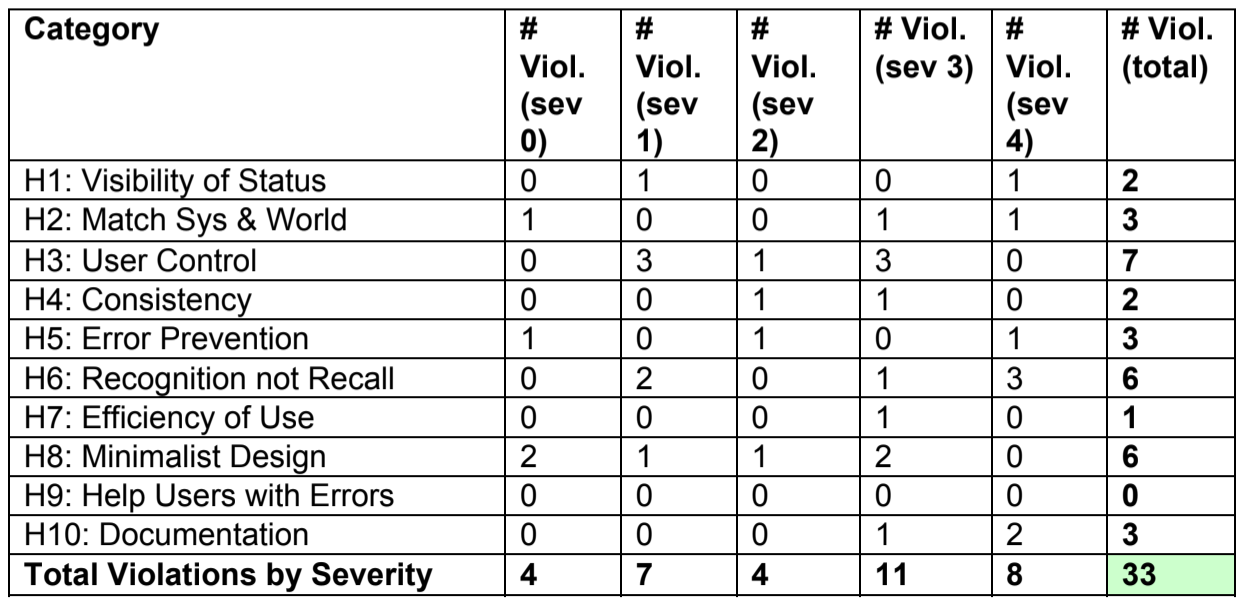 Category # Viol. (sev 0) # Viol. (sev 1) # Viol. (sev 2) # Viol. (sev 3) # Viol. (sev 4) # Viol. (total)
H1: Visibility of Status 0 1 0 0 1 2
H2: Match Sys & World 1 0 0 1 1 3
H3: User Control 0 3 1 3 0 7
H4: Consistency 0 0 1 1 0 2
H5: Error Prevention 1 0 1 0 1 3
H6: Recognition not Recall 0 2 0 1 3 6
H7: Efficiency of Use 0 0 0 1 0 1
H8: Minimalist Design 2 1 1 2 0 6
H9: Help Users with Errors 0 0 0 0 0 0
H10: Documentation 0 0 0 1 2 3
Total Violations by Severity 4 7 4 11 8 33